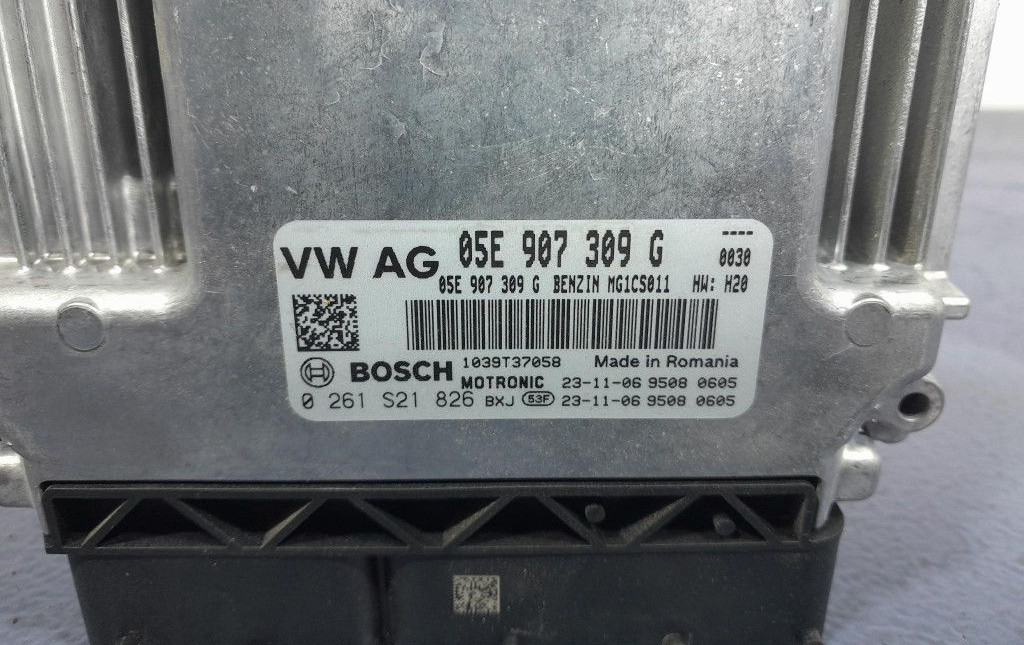 VW AG 05E 907 309 G ----
0030
05E 907 309 G BENZIN MG1CS011 HW: H20
BOSCH 1039T37058 Made in Romania
MOTRONIC 23-11-06 9508 0605
0 261 S21 826 BXJ 53F 23-11-06 9508 0605